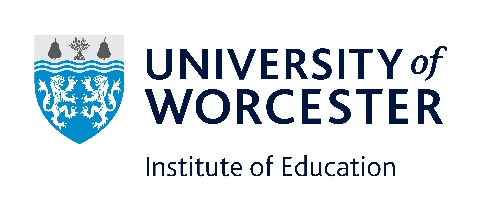 UNIVERSITY of
WORCESTER
Institute of Education